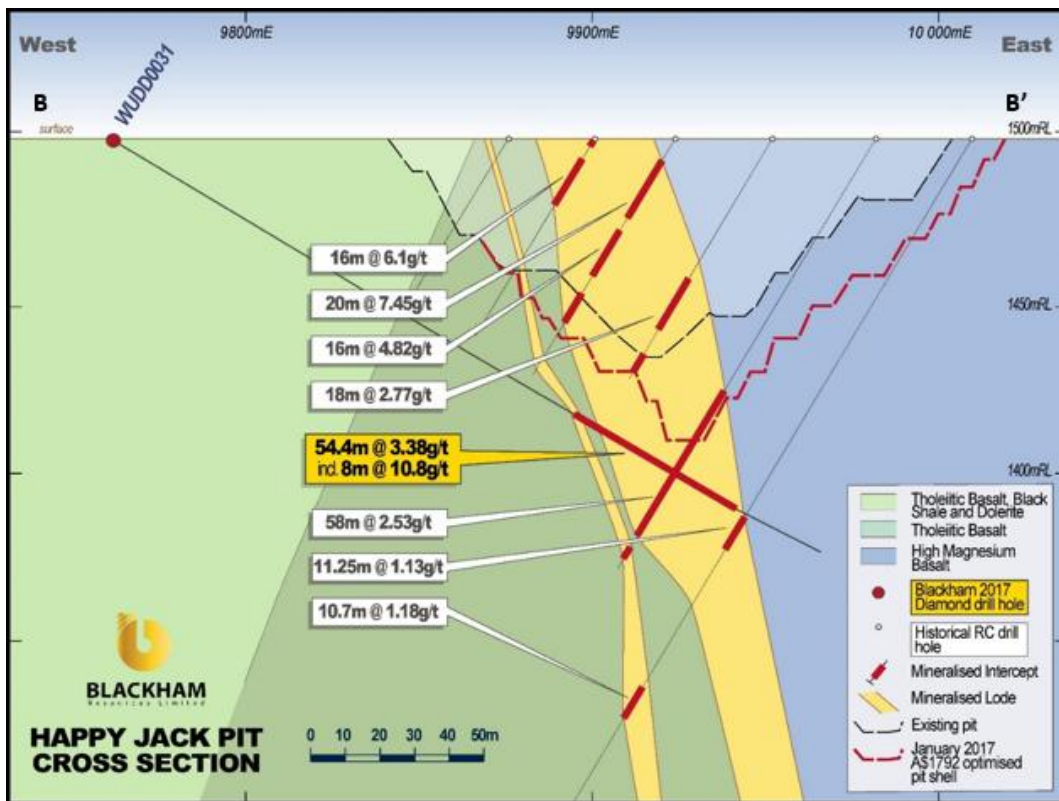 9800mE
9900mE
10 000mE
West
East
WUDD0031
B
B'
surface
1500mRL
16m @ 6.1g/t
20m @ 7.45g/t
1450mRL
16m @ 4.82g/t
18m @ 2.77g/t
54.4m @ 3.38g/t
incl. 8m @ 10.8g/t
1400mRL
58m @ 2.53g/t
11.25m @ 1.13g/t
10.7m @ 1.18g/t
Tholeiitic Basalt, Black
Shale and Dolerite
Tholeiitic Basalt
High Magnesium
Basalt
Blackham 2017
Diamond drill hole
Historical RC drill
hole
Mineralised Intercept
Mineralised Lode
Existing pit
January 2017
A$1792 optimised
pit shell
BLACKHAM
Resources Limited
HAPPY JACK PIT
CROSS SECTION
0 10 20 30 40 50m